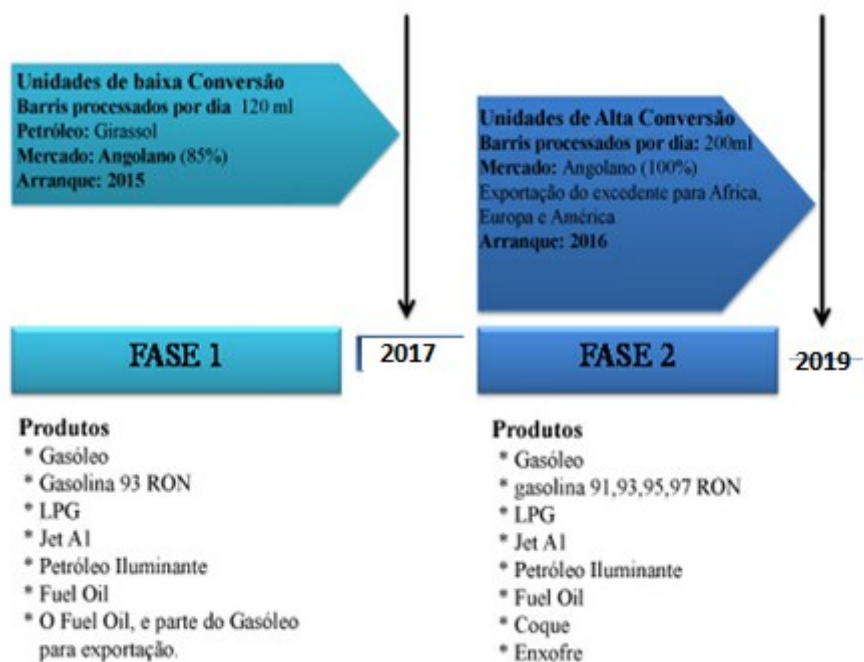 Unidades de baixa Conversão
Barris processados por dia 120 ml
Petróleo: Girassol
Mercado: Angolano (85%)
Arranque: 2015
Unidades de Alta Conversão
Barris processados por dia: 200ml
Mercado: Angolano (100%)
Exportação do excedente para Africa,
Europa e América
Arranque: 2016
FASE 1
2017
FASE 2
2019
Produtos
* Gasóleo
* Gasolina 93 RON
* LPG
* Jet A1
* Petróleo Iluminante
* Fuel Oil
* O Fuel Oil, e parte do Gasóleo
para exportação.
Produtos
* Gasóleo
* gasolina 91,93,95,97 RON
* LPG
* Jet A1
* Petróleo Iluminante
* Fuel Oil
* Coque
* Enxofre